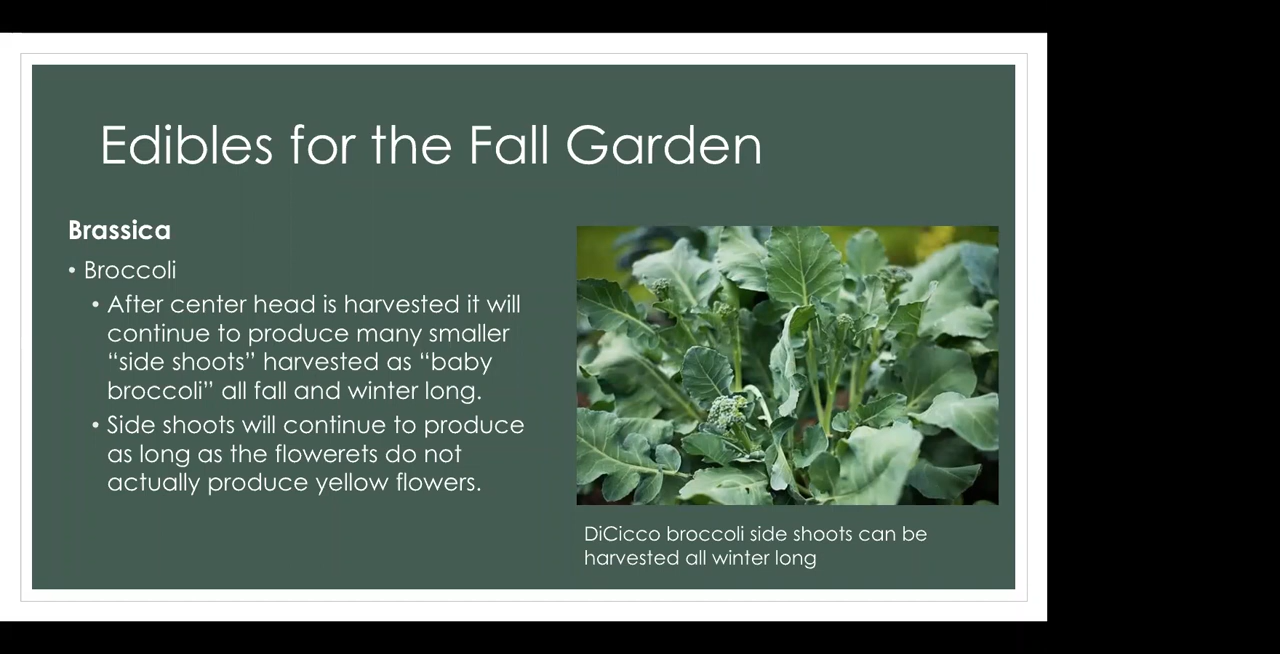 Edibles for the Fall Garden
Brassica
• Broccoli
• After center head is harvested it will
continue to produce many smaller
“side shoots” harvested as “baby
broccoli” all fall and winter long.
• Side shoots will continue to produce
as long as the flowerets do not
actually produce yellow flowers.
DiCicco broccoli side shoots can be
harvested all winter long